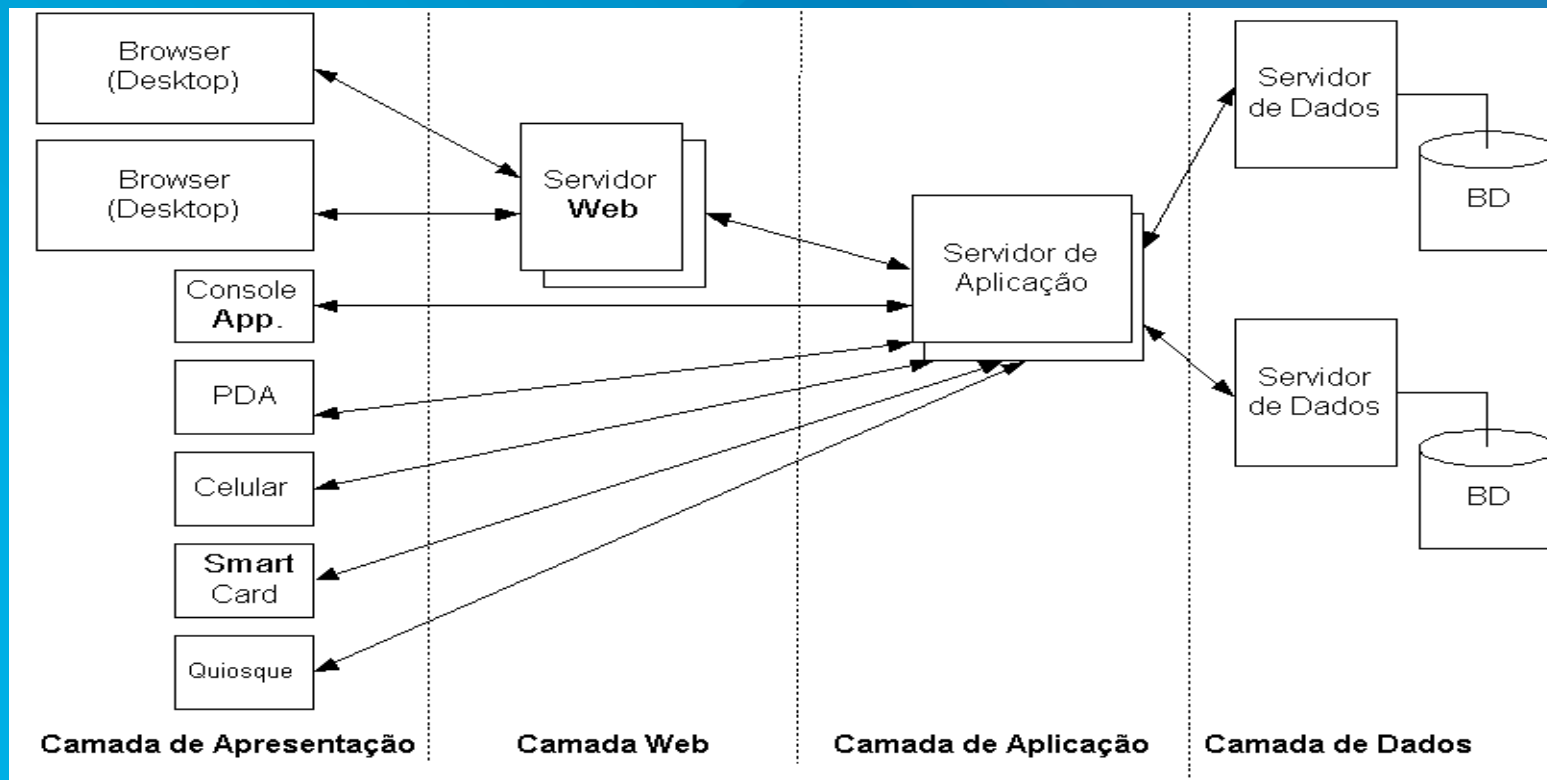 Browser
(Desktop)
Browser
(Desktop)
Console
App.
PDA
Celular
Smart
Card
Quiosque
Camada de Apresentação
Servidor
Web
Camada Web
Servidor de
Aplicação
Camada de Aplicação
Servidor
de Dados
BD
Servidor
de Dados
BD
Camada de Dados